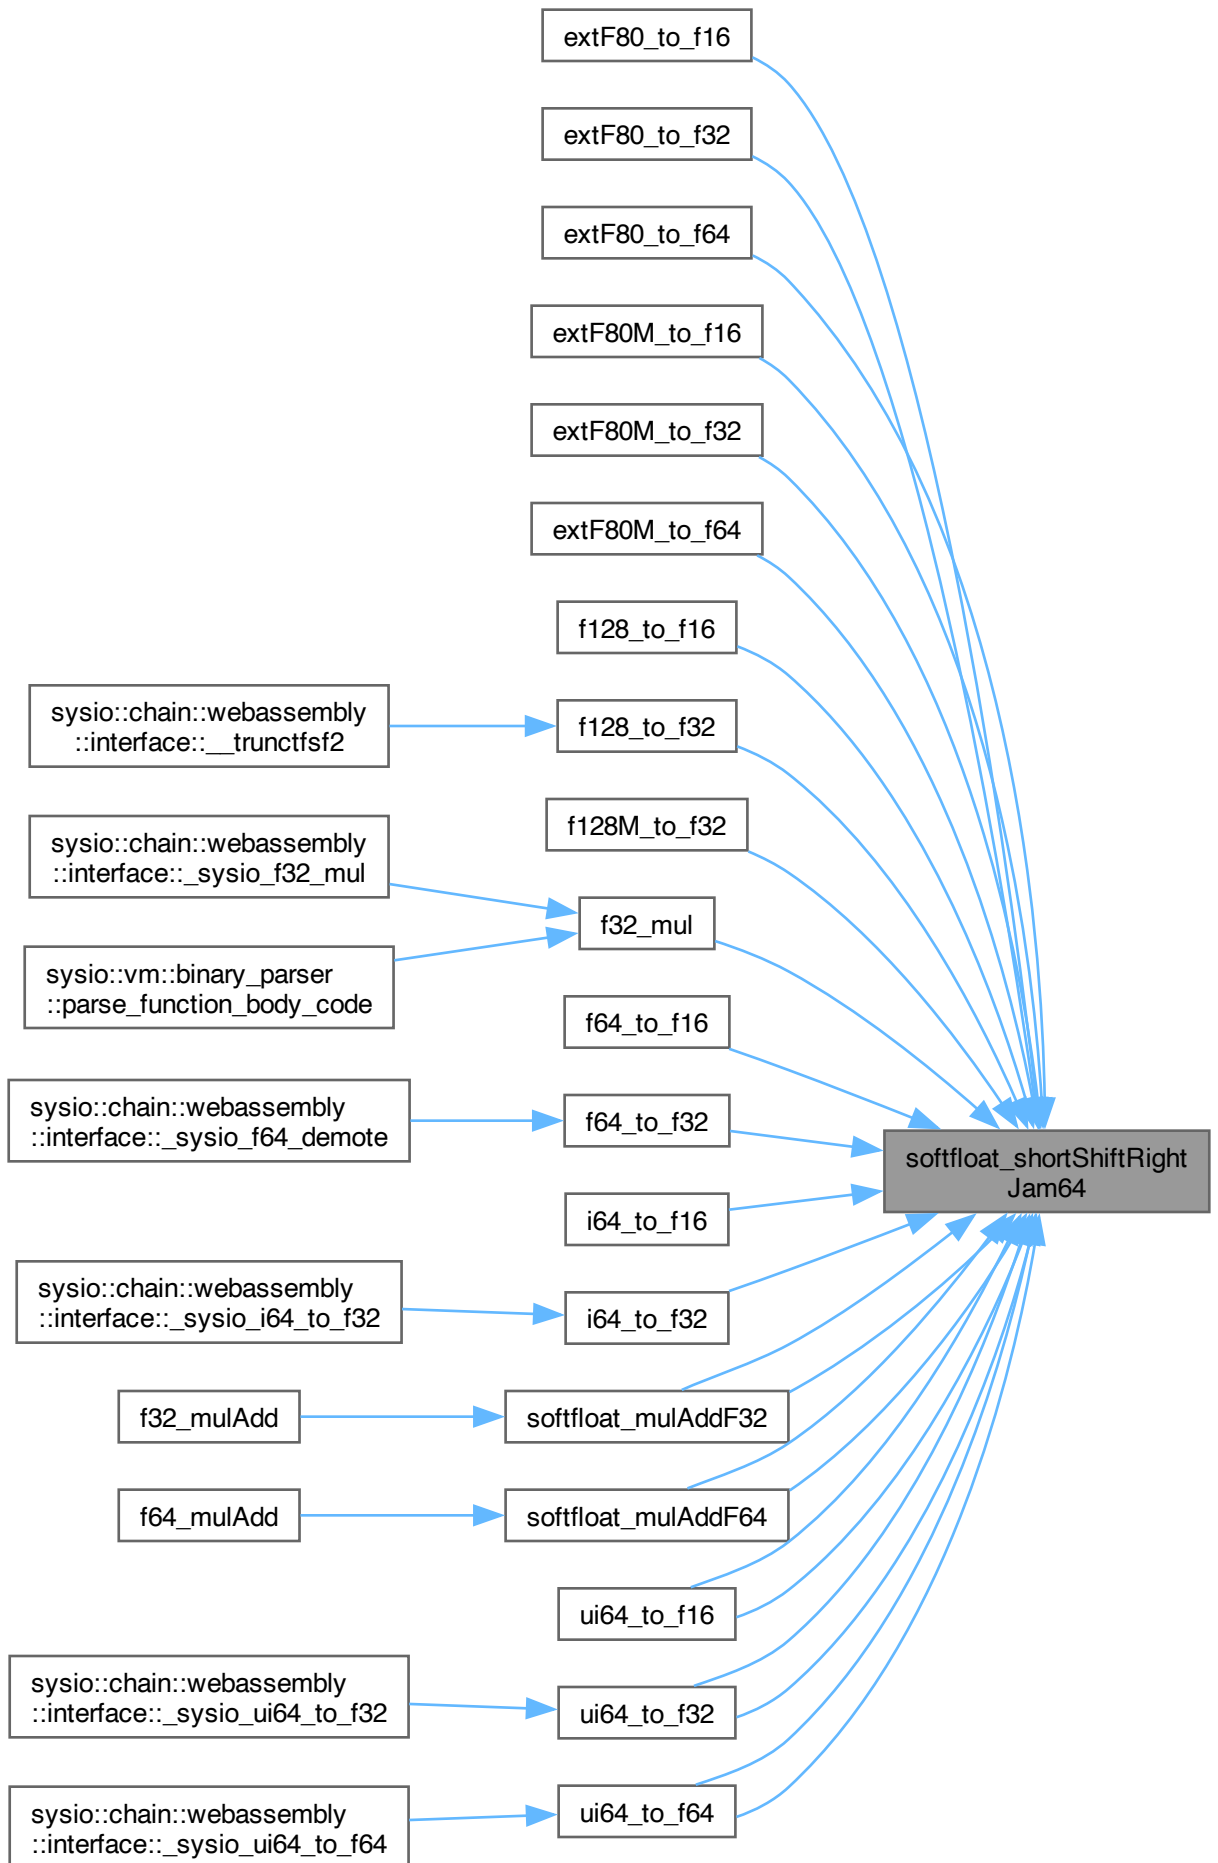 extF80_to_f16
extF80_to_f32
extF80_to_f64
extF80M_to_f16
extF80M_to_f32
extF80M_to_f64
f128_to_f16
sysio::chain::webassembly
::interface::__trunctfsf2
f128_to_f32
f128M_to_f32
sysio::chain::webassembly
::interface::_sysio_f32_mul
f32_mul
sysio::vm::binary_parser
::parse_function_body_code
f64_to_f16
sysio::chain::webassembly
::interface::_sysio_f64_demote
f64_to_f32
softfloat_shortShiftRight
Jam64
i64_to_f16
sysio::chain::webassembly
::interface::_sysio_i64_to_f32
i64_to_f32
f32_mulAdd
softfloat_mulAddF32
f64_mulAdd
softfloat_mulAddF64
ui64_to_f16
sysio::chain::webassembly
::interface::_sysio_ui64_to_f32
ui64_to_f32
sysio::chain::webassembly
::interface::_sysio_ui64_to_f64
ui64_to_f64